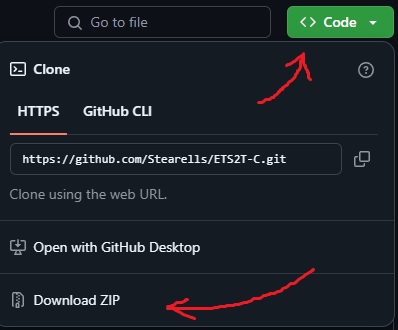 Go to file
<> Code
Clone
HTTPS GitHub CLI
https://github.com/Stearells/ETS2T-C.git
Clone using the web URL.
Open with GitHub Desktop
Download ZIP